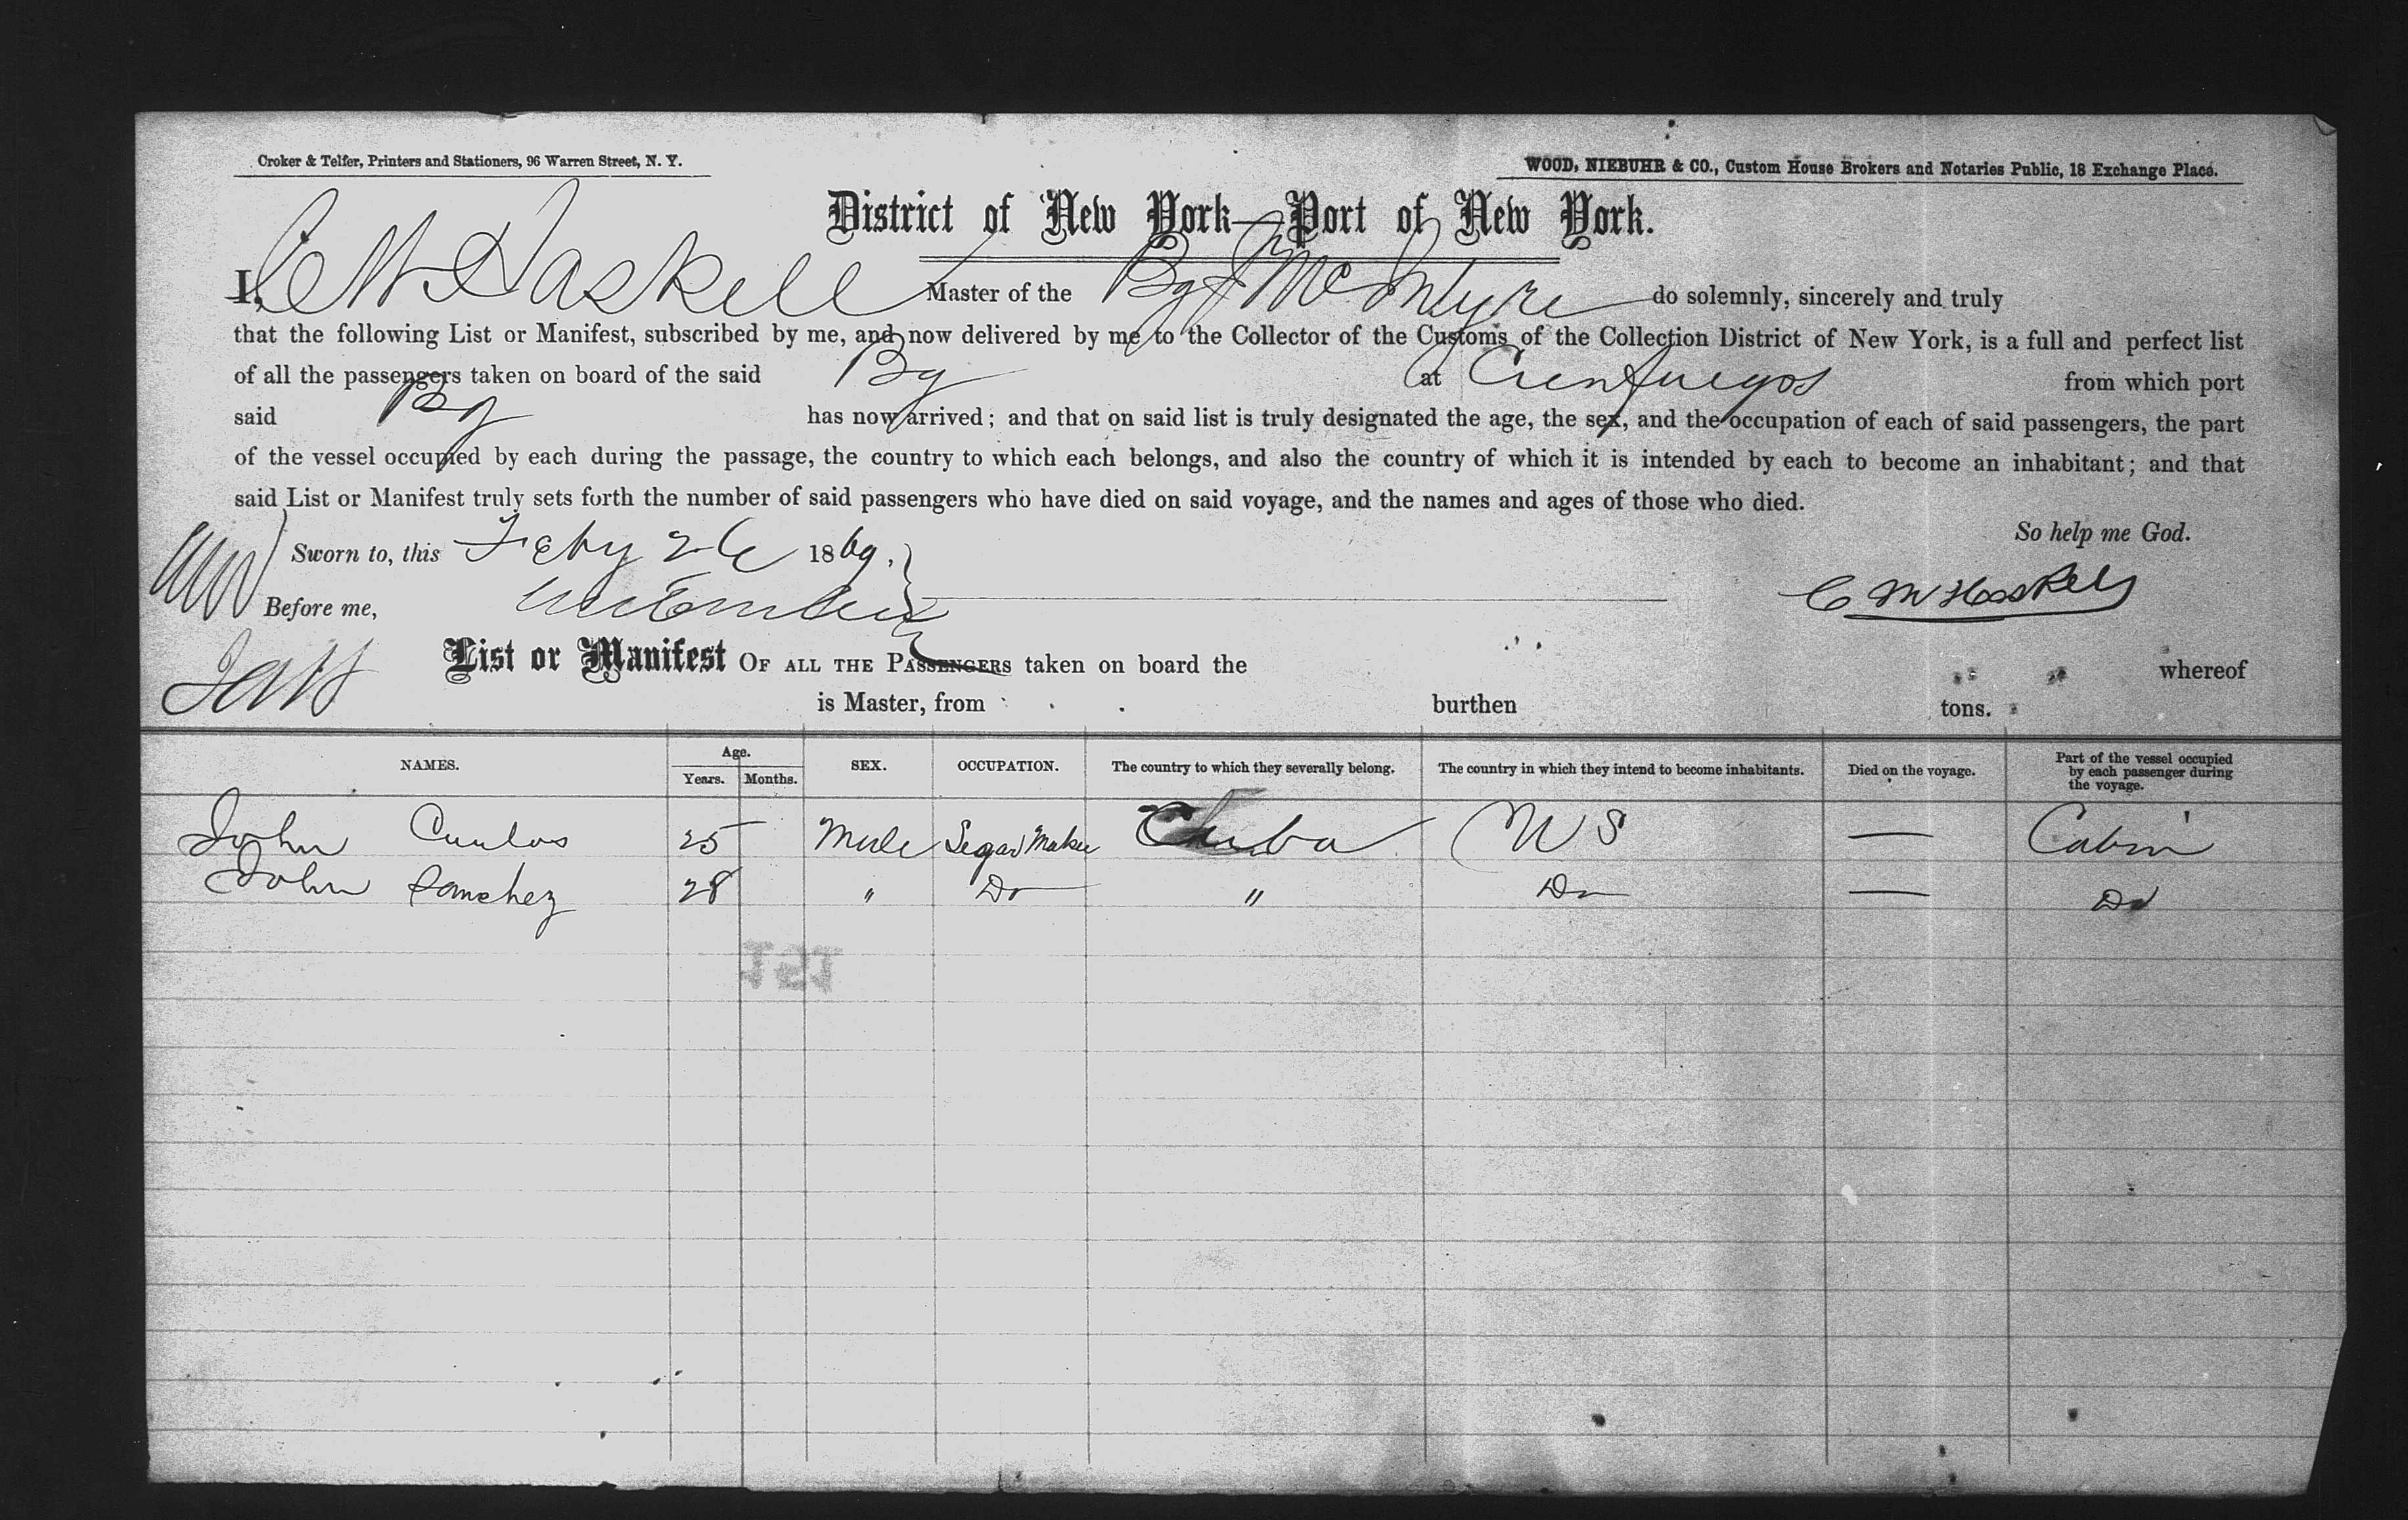 Croker & Telfer, Printers and Stationers, 96 Warren Street, N. Y.
WOOD, NIEBUHR & CO., Custom House Brokers and Notaries Public, 18 Exchange Place.
District of New York—Port of New York.
I, C M Haskell Master of the Bg J McIntyre do solemnly, sincerely and truly
that the following List or Manifest, subscribed by me, and now delivered by me to the Collector of the Customs of the Collection District of New York, is a full and perfect list
of all the passengers taken on board of the said Bg at Cienfuegos from which port
said Bg has now arrived; and that on said list is truly designated the age, the sex, and the occupation of each of said passengers, the part
of the vessel occupied by each during the passage, the country to which each belongs, and also the country of which it is intended by each to become an inhabitant; and that
said List or Manifest truly sets forth the number of said passengers who have died on said voyage, and the names and ages of those who died.
So help me God.
Sworn to, this Feby 26 1869.
C M Haskell
Before me,
List or Manifest OF ALL THE PASSENGERS taken on board the whereof
is Master, from burthen tons.
NAMES. Age. Years. Months. SEX. OCCUPATION. The country to which they severally belong. The country in which they intend to become inhabitants. Died on the voyage. Part of the vessel occupied by each passenger during the voyage.
John 25 Male Segar Maker Cuba U S — Cabin
John Sanchez 28 " Do " Do — Do
151